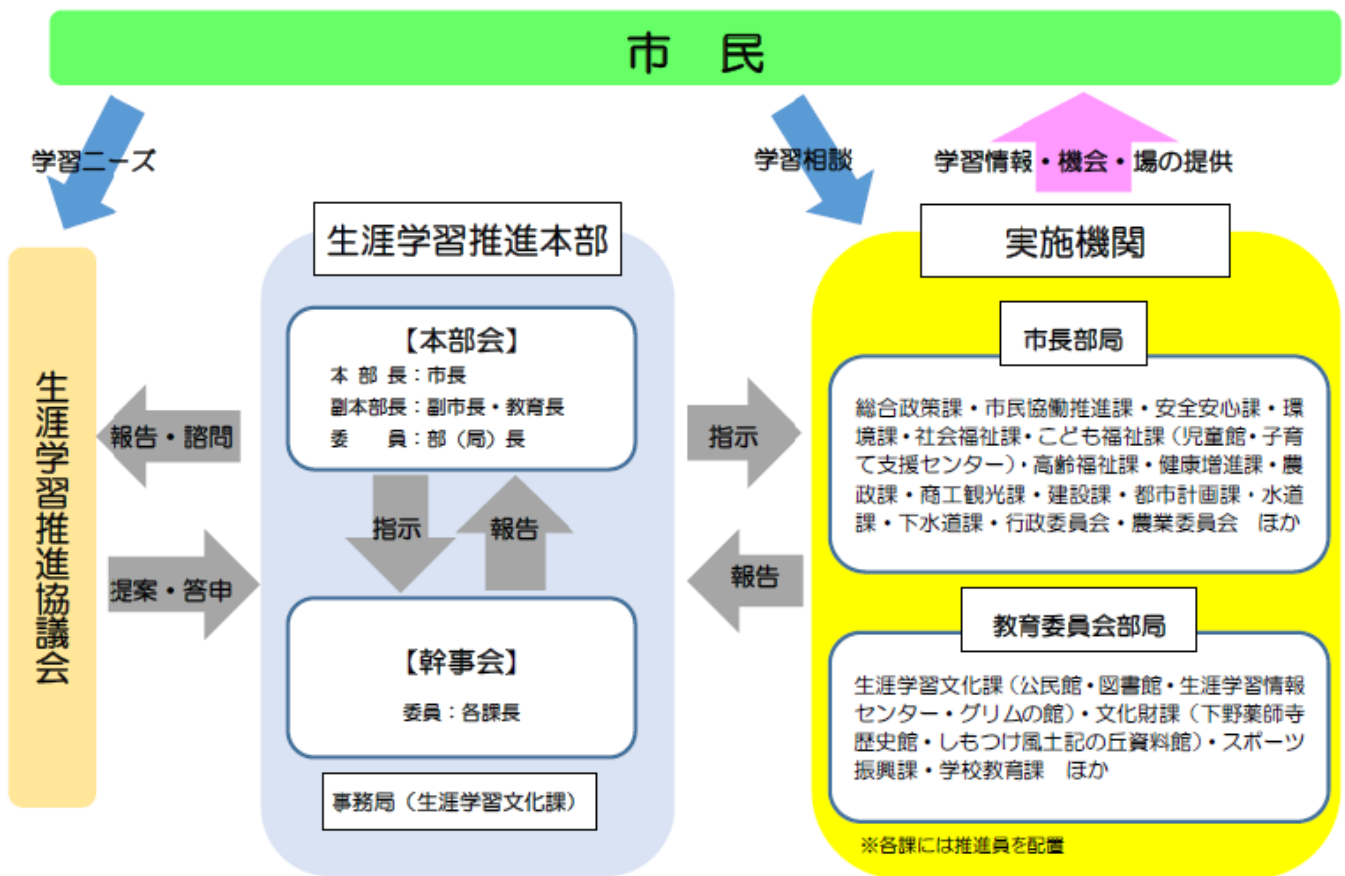 市　民
学習ニーズ
学習相談
学習情報・機会・場の提供
生涯学習推進協議会
報告・諮問
提案・答申
生涯学習推進本部
【本部会】
本 部 長：市長
副本部長：副市長・教育長
委　　員：部（局）長
指示
報告
【幹事会】
委員：各課長
事務局（生涯学習文化課）
指示
報告
実施機関
市長部局
総合政策課・市民協働推進課・安全安心課・環
境課・社会福祉課・こども福祉課（児童館・子育
て支援センター）・高齢福祉課・健康増進課・農
政課・商工観光課・建設課・都市計画課・水道
課・下水道課・行政委員会・農業委員会　ほか
教育委員会部局
生涯学習文化課（公民館・図書館・生涯学習情報
センター・グリムの館）・文化財課（下野薬師寺
歴史館・しもつけ風土記の丘資料館）・スポーツ
振興課・学校教育課　ほか
※各課には推進員を配置